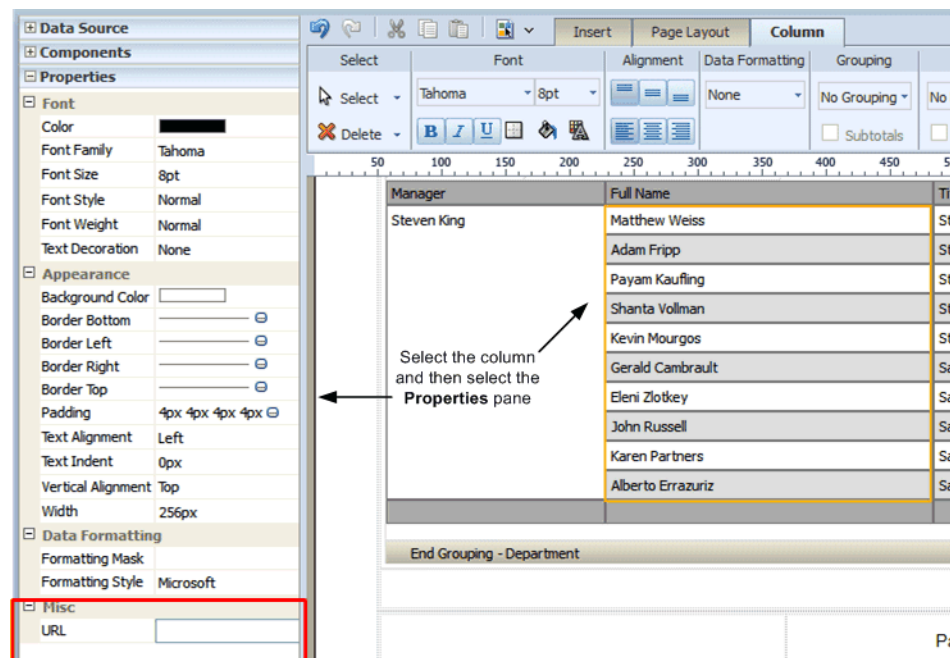 Data Source
Components
Properties
Font
Color
Font Family Tahoma
Font Size 8pt
Font Style Normal
Font Weight Normal
Text Decoration None
Appearance
Background Color
Border Bottom
Border Left
Border Right
Border Top
Padding 4px 4px 4px 4px
Text Alignment Left
Text Indent 0px
Vertical Alignment Top
Width 256px
Data Formatting
Formatting Mask
Formatting Style Microsoft
Misc
URL
Insert Page Layout Column
Select Font Alignment Data Formatting Grouping
Select Tahoma 8pt None No Grouping No
Delete B I U Subtotals
50 100 150 200 250 300 350 400 450
Manager Full Name
Steven King Matthew Weiss
Adam Fripp
Payam Kaufling
Shanta Vollman
Kevin Mourgos
Gerald Cambrault
Eleni Zlotkey
John Russell
Karen Partners
Alberto Errazuriz
Select the column
and then select the
Properties pane
End Grouping - Department